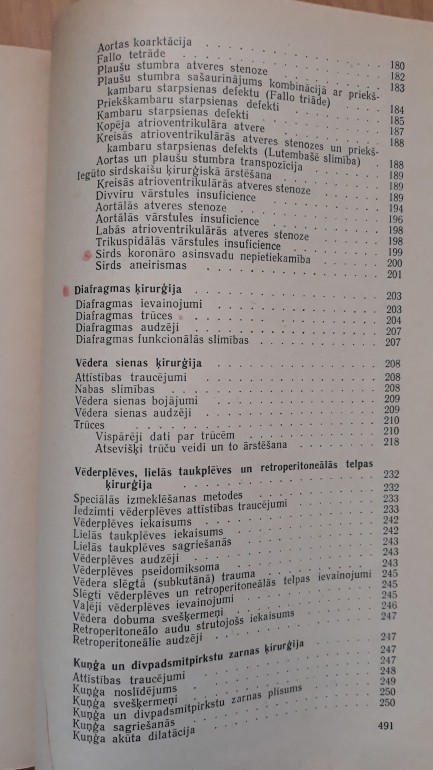 Aortas koarktācija . . . 180
Fallo tetrāde . . . 182
Plaušu stumbra atveres stenoze . . . 183
Plaušu stumbra sašaurinājums kombinācijā ar priekš-
kambaru starpsienas defektu (Fallo triāde) . . . 184
Priekškambaru starpsienas defekti . . . 185
Kambaru starpsienas defekti . . . 187
Kopēja atrioventrikulāra atvere . . . 188
Kreisās atrioventrikulārās atveres stenozes un priekš-
kambaru starpsienas defekts (Lutembašē slimība) . . . 188
Aortas un plaušu stumbra transpozīcija . . . 189
Iegūto sirdskaišu ķirurģiskā ārstēšana . . . 189
Kreisās atrioventrikulārās atveres stenoze . . . 189
Divviru vārstules insuficience . . . 194
Aortālās atveres stenoze . . . 196
Aortālās vārstules insuficience . . . 198
Labās atrioventrikulārās atveres stenoze . . . 198
Trikuspidālās vārstules insuficience . . . 199
Sirds koronāro asinsvadu nepietiekamība . . . 200
Sirds aneirismas . . . 201
Diafragmas ķirurģija . . . 203
Diafragmas ievainojumi . . . 203
Diafragmas trūces . . . 204
Diafragmas audzēji . . . 207
Diafragmas funkcionālās slimības . . . 207
Vēdera sienas ķirurģija . . . 208
Attīstības traucējumi . . . 208
Nabas slimības . . . 208
Vēdera sienas bojājumi . . . 209
Vēdera sienas audzēji . . . 209
Trūces . . . 210
Vispārēji dati par trūcēm . . . 210
Atsevišķi trūču veidi un to ārstēšana . . . 218
Vēderplēves, lielās taukplēves un retroperitoneālās telpas
ķirurģija . . . 232
Speciālās izmeklēšanas metodes . . . 232
Iedzimti vēderplēves attīstības traucējumi . . . 233
Vēderplēves iekaisums . . . 233
Lielās taukplēves iekaisums . . . 242
Lielās taukplēves sagriešanās . . . 242
Vēderplēves audzēji . . . 243
Vēderplēves pseidomiksoma . . . 243
Vēdera slēgtā (subkutānā) trauma . . . 243
Slēgti vēderplēves un retroperitoneālās telpas ievainojumi 245
Vaļēji vēderplēves ievainojumi . . . 245
Vēdera dobuma svešķermeņi . . . 245
Retroperitoneālo audu strutojošs iekaisums . . . 246
Retroperitoneālie audzēji . . . 247
Kuņģa un divpadsmitpirkstu zarnas ķirurģija . . . 247
Attīstības traucējumi . . . 247
Kuņģa noslīdējums . . . 247
Kuņģa svešķermeņi . . . 248
Kuņģa un divpadsmitpirkstu zarnas plīsums . . . 249
Kuņģa sagriešanās . . . 250
Kuņģa akūta dilatācija . . . 250
491